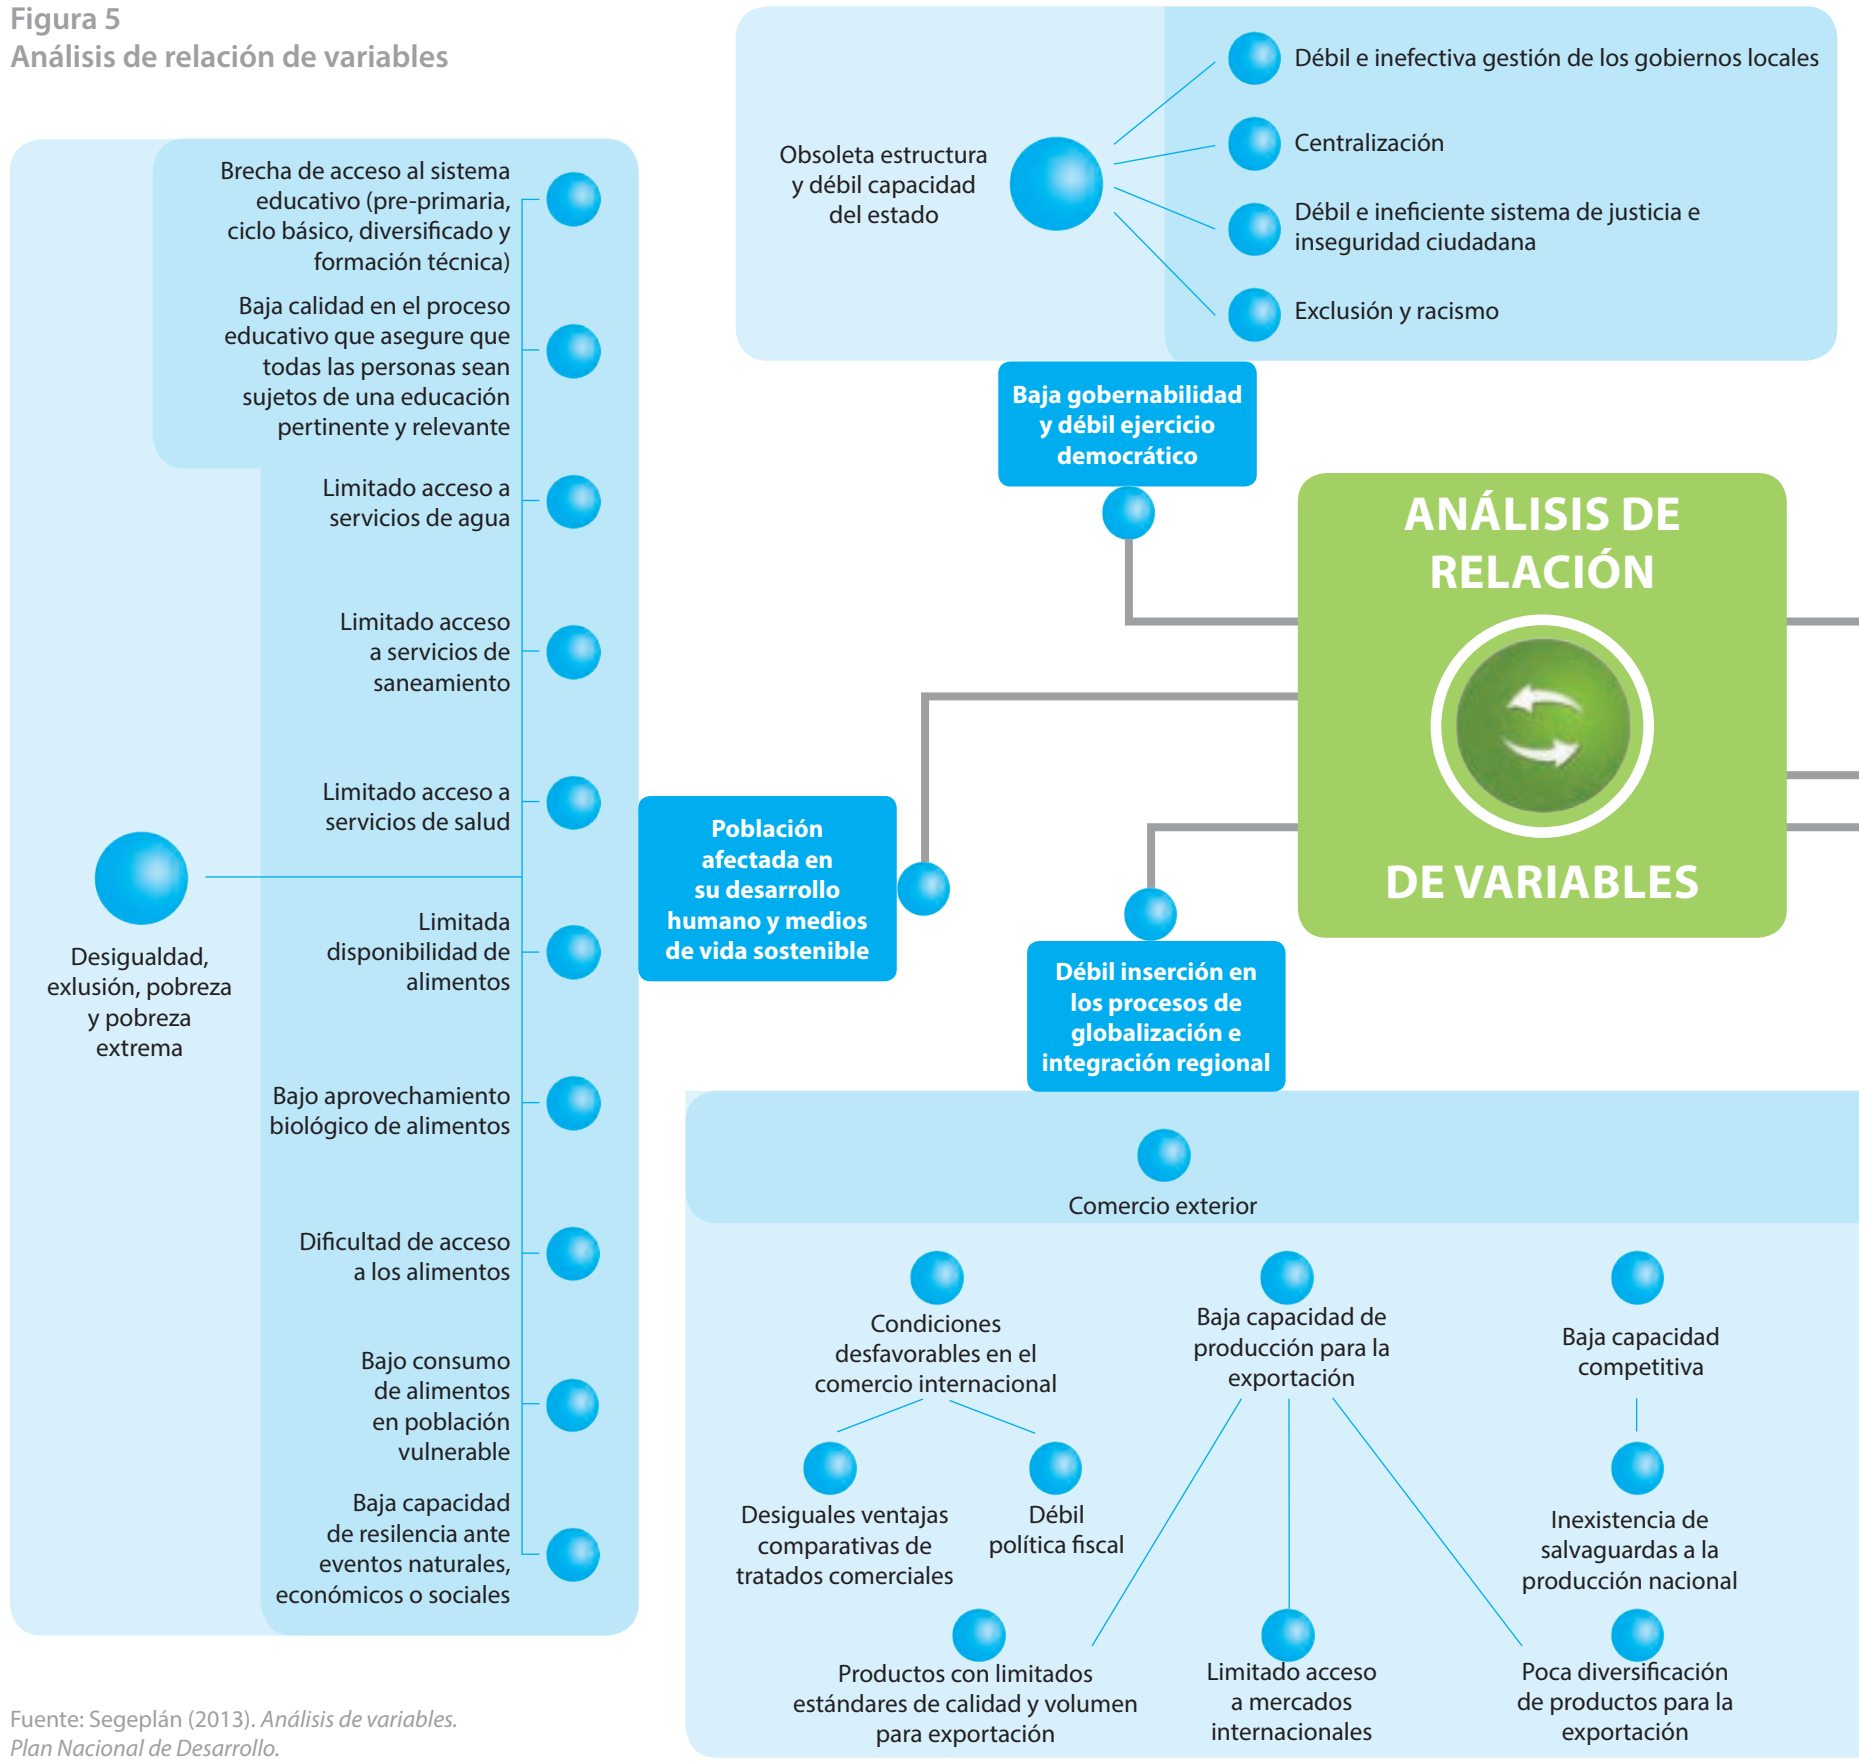 Figura 5
Análisis de relación de variables
Brecha de acceso al sistema
educativo (pre-primaria,
ciclo básico, diversificado y
formación técnica)
Baja calidad en el proceso
educativo que asegure que
todas las personas sean
sujetos de una educación
pertinente y relevante
Limitado acceso a
servicios de agua
Limitado acceso
a servicios de
saneamiento
Limitado acceso a
servicios de salud
Limitada
disponibilidad de
alimentos
Bajo aprovechamiento
biológico de alimentos
Dificultad de acceso
a los alimentos
Bajo consumo
de alimentos
en población
vulnerable
Baja capacidad
de resilencia ante
eventos naturales,
económicos o sociales
Desigualdad,
exlusión, pobreza
y pobreza
extrema
Población
afectada en
su desarrollo
humano y medios
de vida sostenible
Obsoleta estructura
y débil capacidad
del estado
Débil e inefectiva gestión de los gobiernos locales
Centralización
Débil e ineficiente sistema de justicia e
inseguridad ciudadana
Exclusión y racismo
Baja gobernabilidad
y débil ejercicio
democrático
ANÁLISIS DE
RELACIÓN
DE VARIABLES
Débil inserción en
los procesos de
globalización e
integración regional
Comercio exterior
Condiciones
desfavorables en el
comercio internacional
Baja capacidad de
producción para la
exportación
Baja capacidad
competitiva
Desiguales ventajas
comparativas de
tratados comerciales
Débil
política fiscal
Inexistencia de
salvaguardas a la
producción nacional
Productos con limitados
estándares de calidad y volumen
para exportación
Limitado acceso
a mercados
internacionales
Poca diversificación
de productos para la
exportación
Fuente: Segeplán (2013). Análisis de variables.
Plan Nacional de Desarrollo.